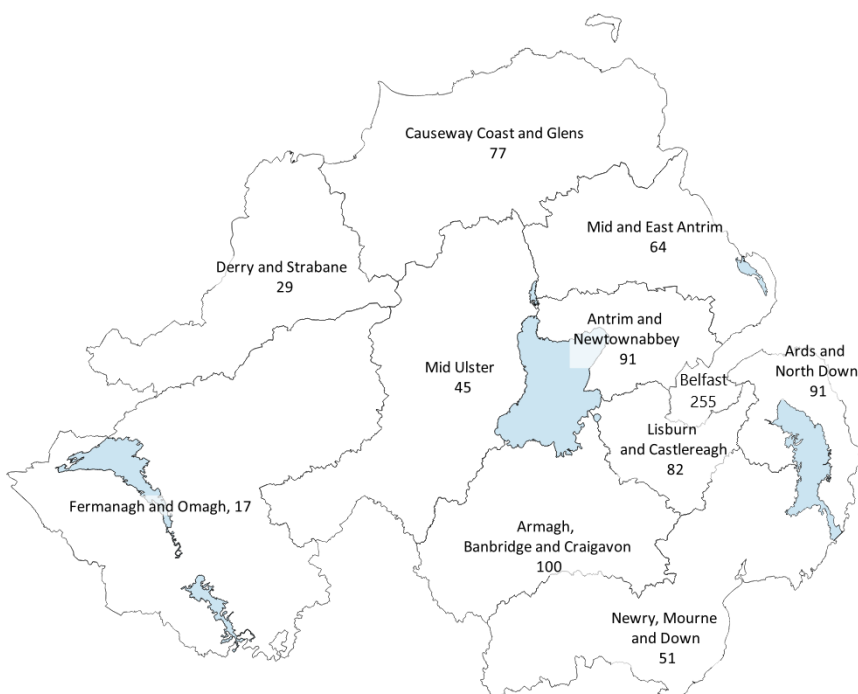 Causeway Coast and Glens
77
Mid and East Antrim
64
Derry and Strabane
29
Antrim and
Newtownabbey
91
Ards and
North Down
91
Mid Ulster
45
Belfast
255
Lisburn
and Castlereagh
82
Fermanagh and Omagh, 17
Armagh,
Banbridge and Craigavon
100
Newry, Mourne
and Down
51